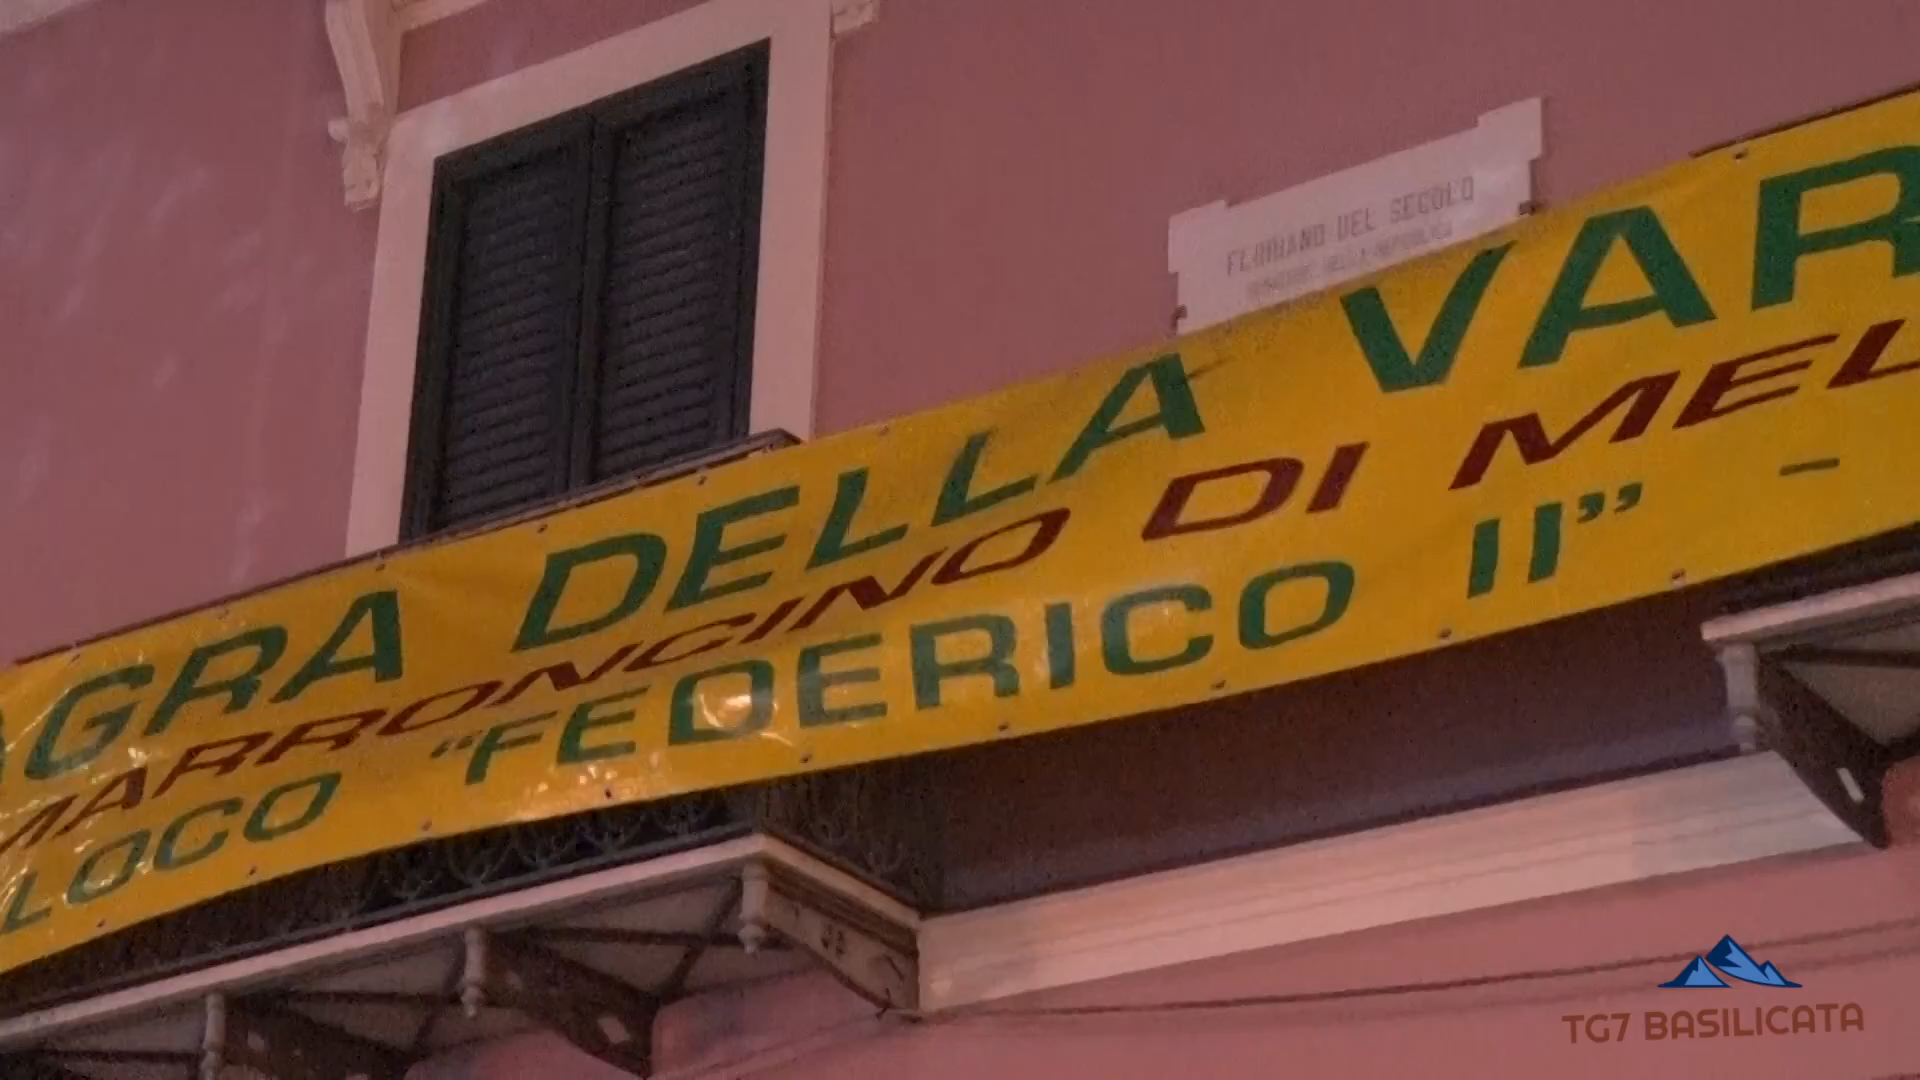 FLORIANO DEL SECOLO
AGRA DELLA VAR
MARRONCINO DI MEL
LOCO "FEDERICO II" –
TG7 BASILICATA